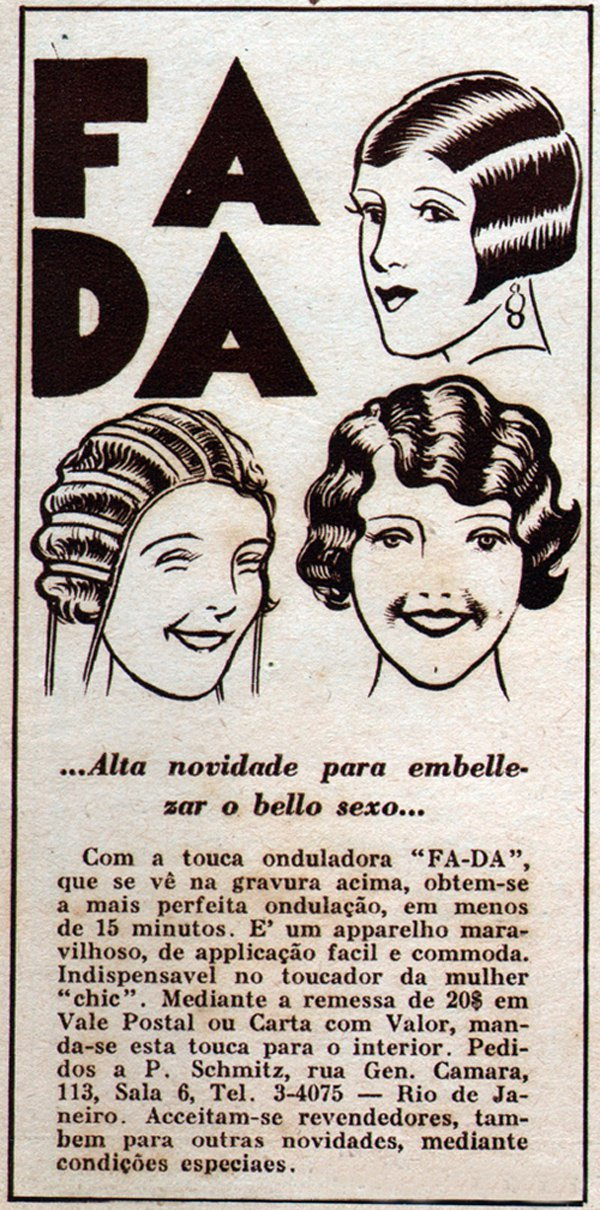 FA
DA
...Alta novidade para embelle-
zar o bello sexo...
Com a touca onduladora "FA-DA",
que se vê na gravura acima, obtem-se
a mais perfeita ondulação, em menos
de 15 minutos. E' um apparelho mara-
vilhoso, de applicação facil e commoda.
Indispensavel no toucador da mulher
"chic". Mediante a remessa de 20$ em
Vale Postal ou Carta com Valor, man-
da-se esta touca para o interior. Pedi-
dos a P. Schmitz, rua Gen. Camara,
113, Sala 6, Tel. 3-4075 — Rio de Ja-
neiro. Acceitam-se revendedores, tam-
bem para outras novidades, mediante
condições especiaes.